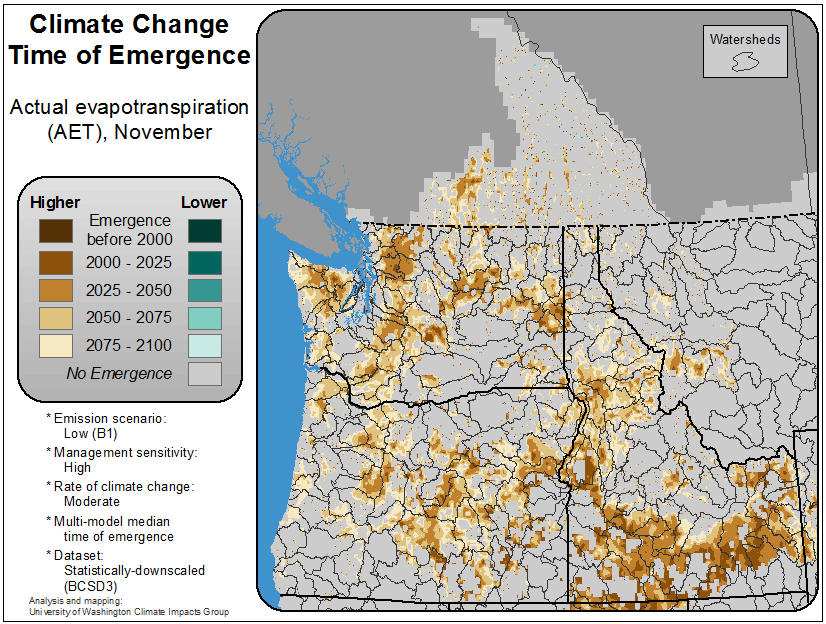 Climate Change
Time of Emergence
Actual evapotranspiration
(AET), November
Higher
Lower
Emergence
before 2000
2000 - 2025
2025 - 2050
2050 - 2075
2075 - 2100
No Emergence
* Emission scenario:
Low (B1)
* Management sensitivity:
High
* Rate of climate change:
Moderate
* Multi-model median
time of emergence
* Dataset:
Statistically-downscaled
(BCSD3)
Analysis and mapping:
University of Washington Climate Impacts Group
Watersheds